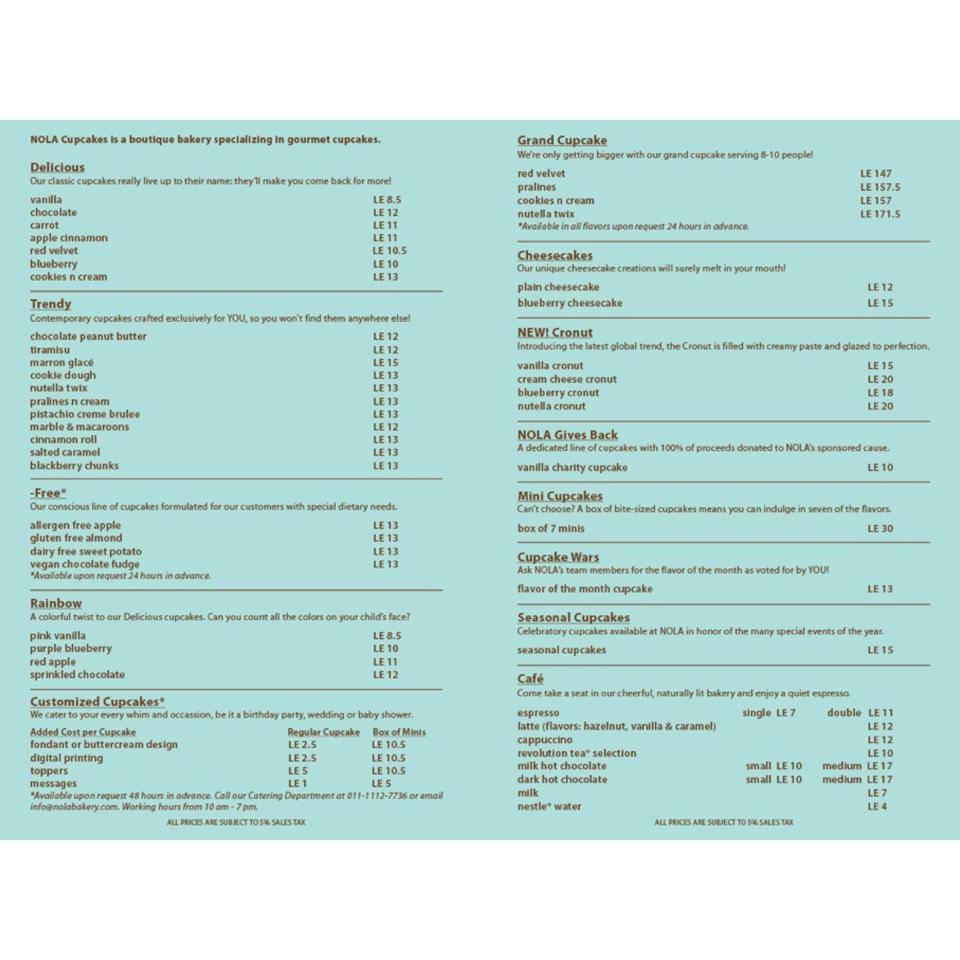 NOLA Cupcakes is a boutique bakery specializing in gourmet cupcakes.
Delicious
Our classic cupcakes really live up to their name: they'll make you come back for more!
vanilla LE 8.5
chocolate LE 12
carrot LE 11
apple cinnamon LE 11
red velvet LE 10.5
blueberry LE 10
cookies n cream LE 13
Trendy
Contemporary cupcakes crafted exclusively for YOU, so you won't find them anywhere else!
chocolate peanut butter LE 12
tiramisu LE 12
marron glacé LE 15
cookie dough LE 13
nutella twix LE 13
pralines n cream LE 13
pistachio creme brulee LE 13
marble & macaroons LE 12
cinnamon roll LE 13
salted caramel LE 13
blackberry chunks LE 13
-Free*
Our conscious line of cupcakes formulated for our customers with special dietary needs.
allergen free apple LE 13
gluten free almond LE 13
dairy free sweet potato LE 13
vegan chocolate fudge LE 13
*Available upon request 24 hours in advance.
Rainbow
A colorful twist to our Delicious cupcakes. Can you count all the colors on your child's face?
pink vanilla LE 8.5
purple blueberry LE 10
red apple LE 11
sprinkled chocolate LE 12
Customized Cupcakes*
We cater to your every whim and occassion, be it a birthday party, wedding or baby shower.
Added Cost per Cupcake Regular Cupcake Box of Minis
fondant or buttercream design LE 2.5 LE 10.5
digital printing LE 2.5 LE 10.5
toppers LE 5 LE 10.5
messages LE 1 LE 5
*Available upon request 48 hours in advance. Call our Catering Department at 011-1112-7736 or email
info@nolabakery.com. Working hours from 10 am - 7 pm.
ALL PRICES ARE SUBJECT TO 5% SALES TAX
Grand Cupcake
We're only getting bigger with our grand cupcake serving 8-10 people!
red velvet LE 147
pralines LE 157.5
cookies n cream LE 157
nutella twix LE 171.5
*Available in all flavors upon request 24 hours in advance.
Cheesecakes
Our unique cheesecake creations will surely melt in your mouth!
plain cheesecake LE 12
blueberry cheesecake LE 15
NEW! Cronut
Introducing the latest global trend, the Cronut is filled with creamy paste and glazed to perfection.
vanilla cronut LE 15
cream cheese cronut LE 20
blueberry cronut LE 18
nutella cronut LE 20
NOLA Gives Back
A dedicated line of cupcakes with 100% of proceeds donated to NOLA's sponsored cause.
vanilla charity cupcake LE 10
Mini Cupcakes
Can't choose? A box of bite-sized cupcakes means you can indulge in seven of the flavors.
box of 7 minis LE 30
Cupcake Wars
Ask NOLA's team members for the flavor of the month as voted for by YOU!
flavor of the month cupcake LE 13
Seasonal Cupcakes
Celebratory cupcakes available at NOLA in honor of the many special events of the year.
seasonal cupcakes LE 15
Café
Come take a seat in our cheerful, naturally lit bakery and enjoy a quiet espresso.
espresso single LE 7 double LE 11
latte (flavors: hazelnut, vanilla & caramel) LE 12
cappuccino LE 12
revolution tea® selection LE 10
milk hot chocolate small LE 10 medium LE 17
dark hot chocolate small LE 10 medium LE 17
milk LE 7
nestle® water LE 4
ALL PRICES ARE SUBJECT TO 5% SALES TAX